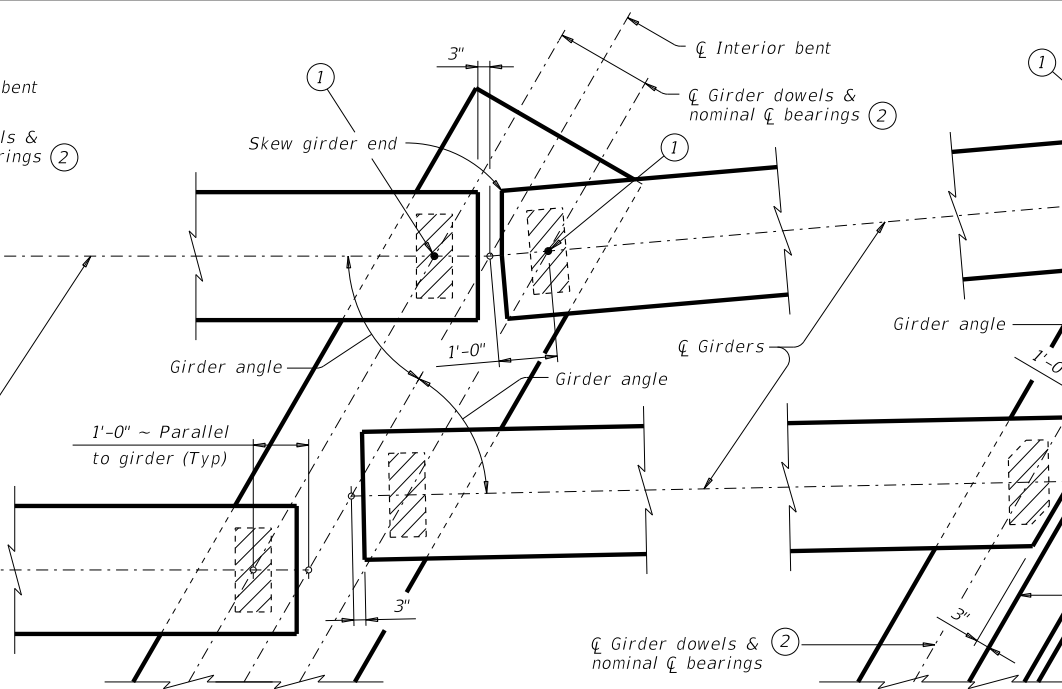 bent
ls &
rings 2
1
3"
Skew girder end
℄ Interior bent
℄ Girder dowels &
nominal ℄ bearings 2
1
1
1'-0"
Girder angle
Girder angle
℄ Girders
Girder angle
1'-0
1'-0" ~ Parallel
to girder (Typ)
3"
℄ Girder dowels &
nominal ℄ bearings
2
3"